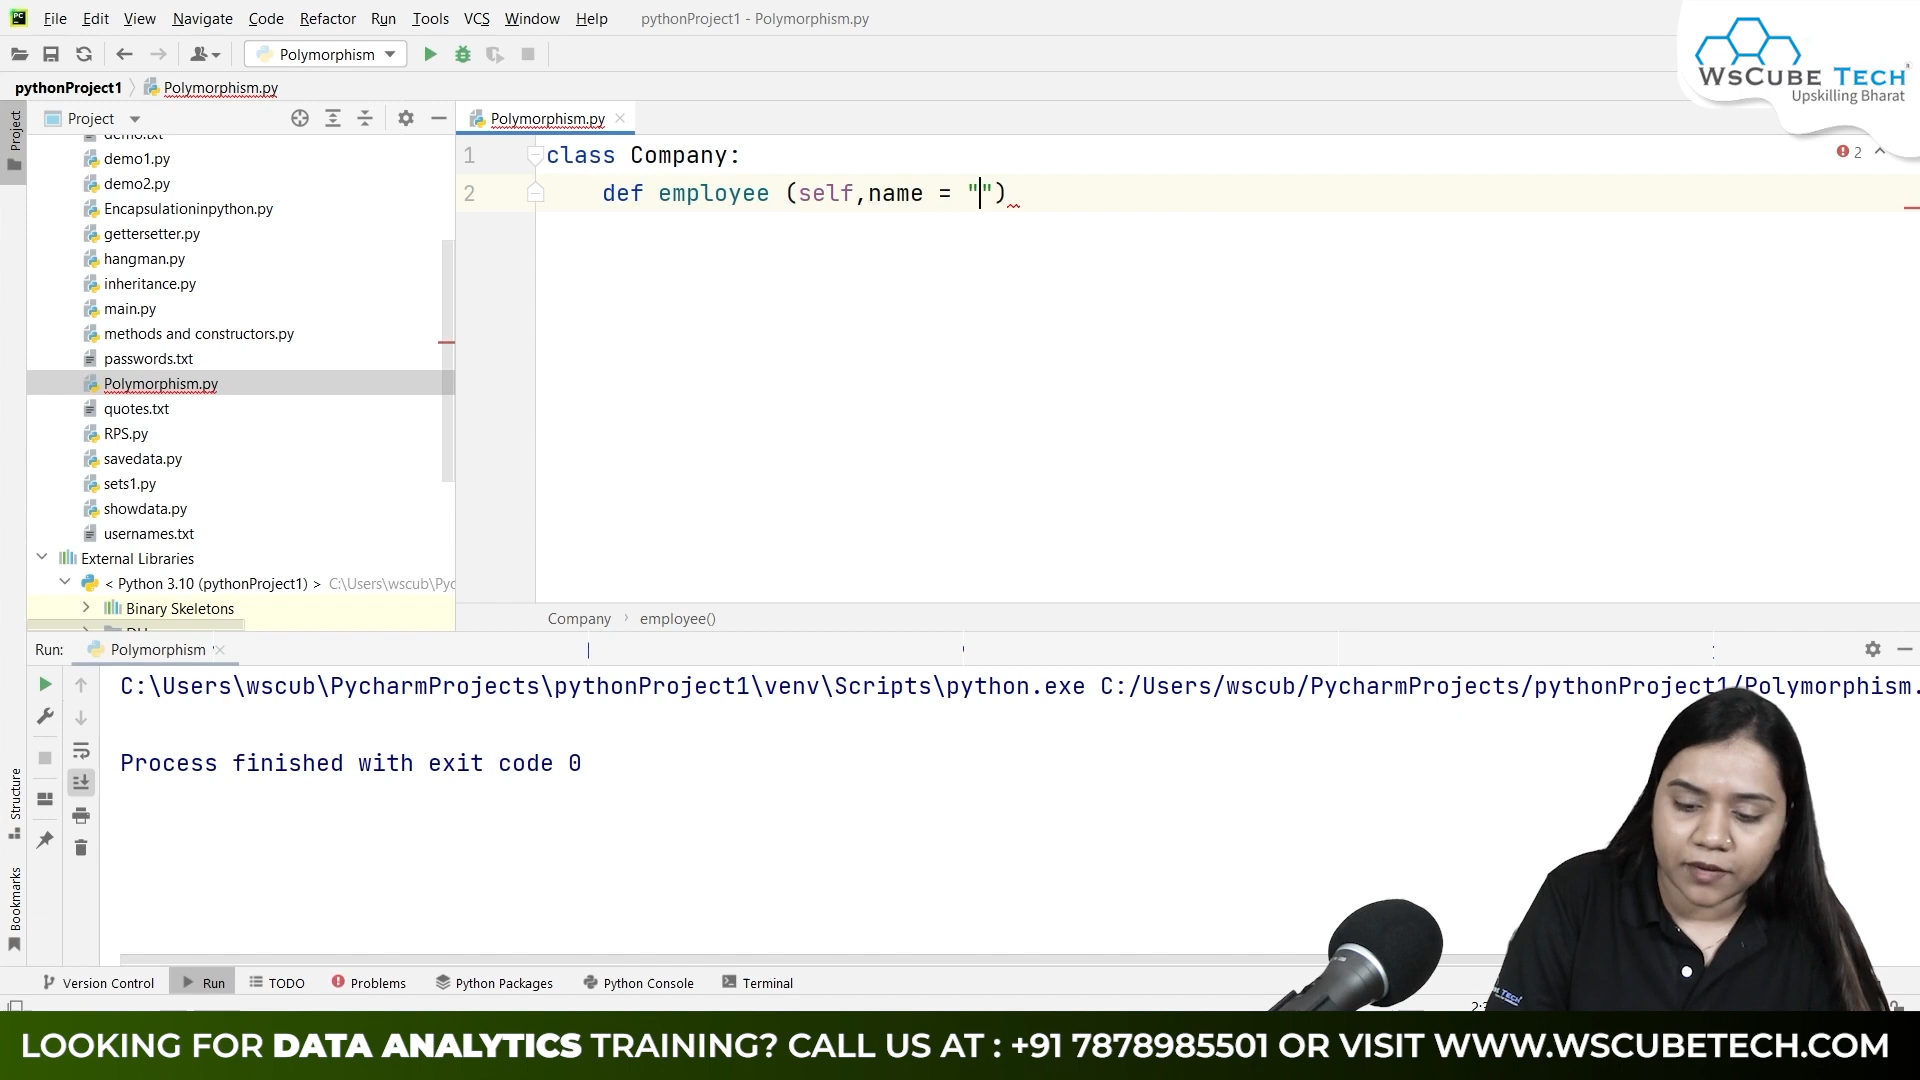 File Edit View Navigate Code Refactor Run Tools VCS Window Help pythonProject1 - Polymorphism.py
Polymorphism
WsCube Tech
Upskilling Bharat
pythonProject1 Polymorphism.py
Project
Project
Polymorphism.py
demo.txt
demo1.py
demo2.py
Encapsulationinpython.py
gettersetter.py
hangman.py
inheritance.py
main.py
methods and constructors.py
passwords.txt
Polymorphism.py
quotes.txt
RPS.py
savedata.py
sets1.py
showdata.py
usernames.txt
External Libraries
< Python 3.10 (pythonProject1) > C:\Users\wscub\Pyc
Binary Skeletons
1 class Company:
2 def employee (self,name = "")
2
Company employee()
Run: Polymorphism
C:\Users\wscub\PycharmProjects\pythonProject1\venv\Scripts\python.exe C:/Users/wscub/PycharmProjects/pythonProject1/Polymorphism.
Process finished with exit code 0
Structure
Bookmarks
Version Control Run TODO Problems Python Packages Python Console Terminal
LOOKING FOR DATA ANALYTICS TRAINING? CALL US AT : +91 7878985501 OR VISIT WWW.WSCUBETECH.COM